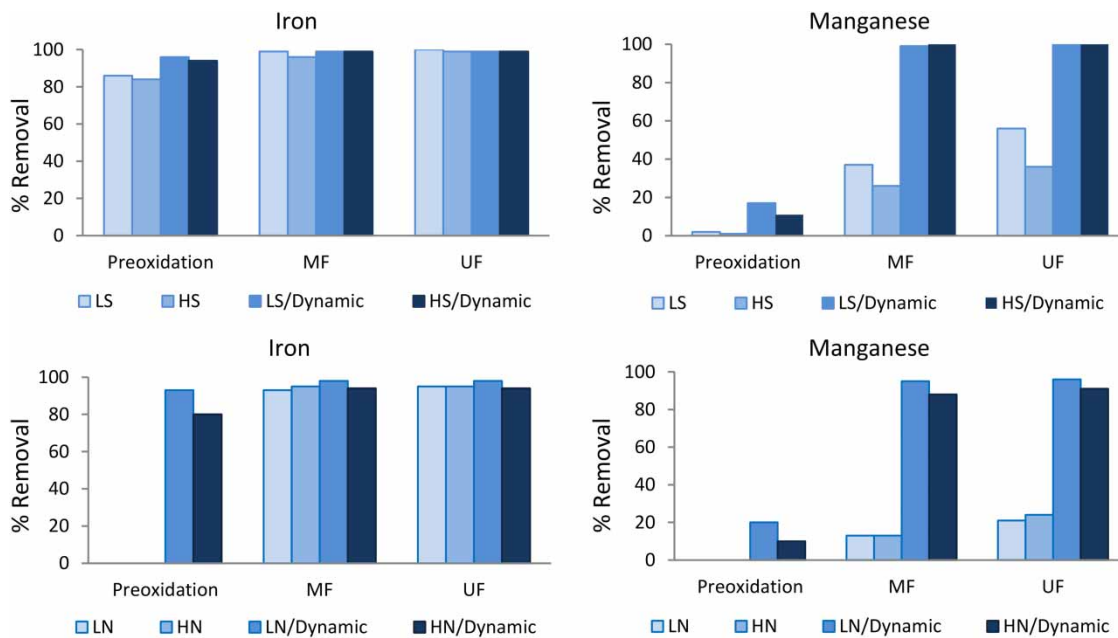 Iron
% Removal
100
80
60
40
20
0
Preoxidation MF UF
LS HS LS/Dynamic HS/Dynamic
Manganese
% Removal
100
80
60
40
20
0
Preoxidation MF UF
LS HS LS/Dynamic HS/Dynamic
Iron
% Removal
100
80
60
40
20
0
Preoxidation MF UF
LN HN LN/Dynamic HN/Dynamic
Manganese
% Removal
100
80
60
40
20
0
Preoxidation MF UF
LN HN LN/Dynamic HN/Dynamic